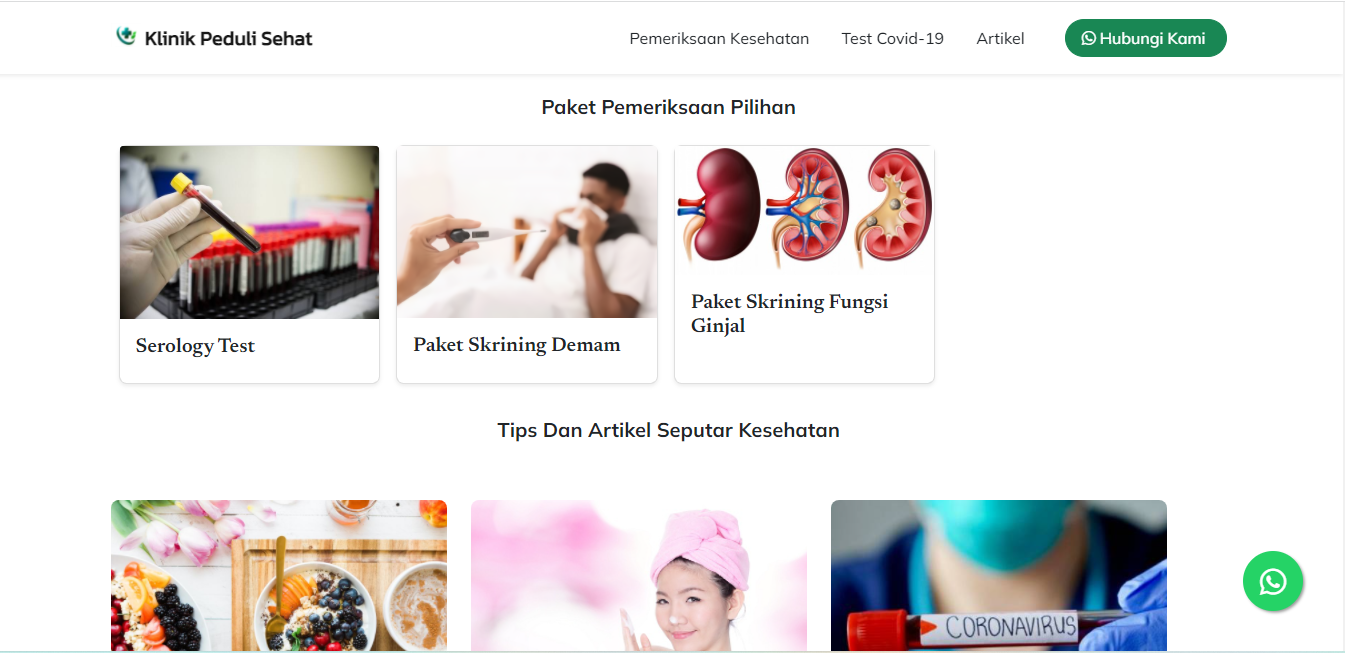 Klinik Peduli Sehat
Pemeriksaan Kesehatan
Test Covid-19
Artikel
Hubungi Kami
Paket Pemeriksaan Pilihan
Serology Test
Paket Skrining Demam
Paket Skrining Fungsi
Ginjal
Tips Dan Artikel Seputar Kesehatan
CORONAVIRUS